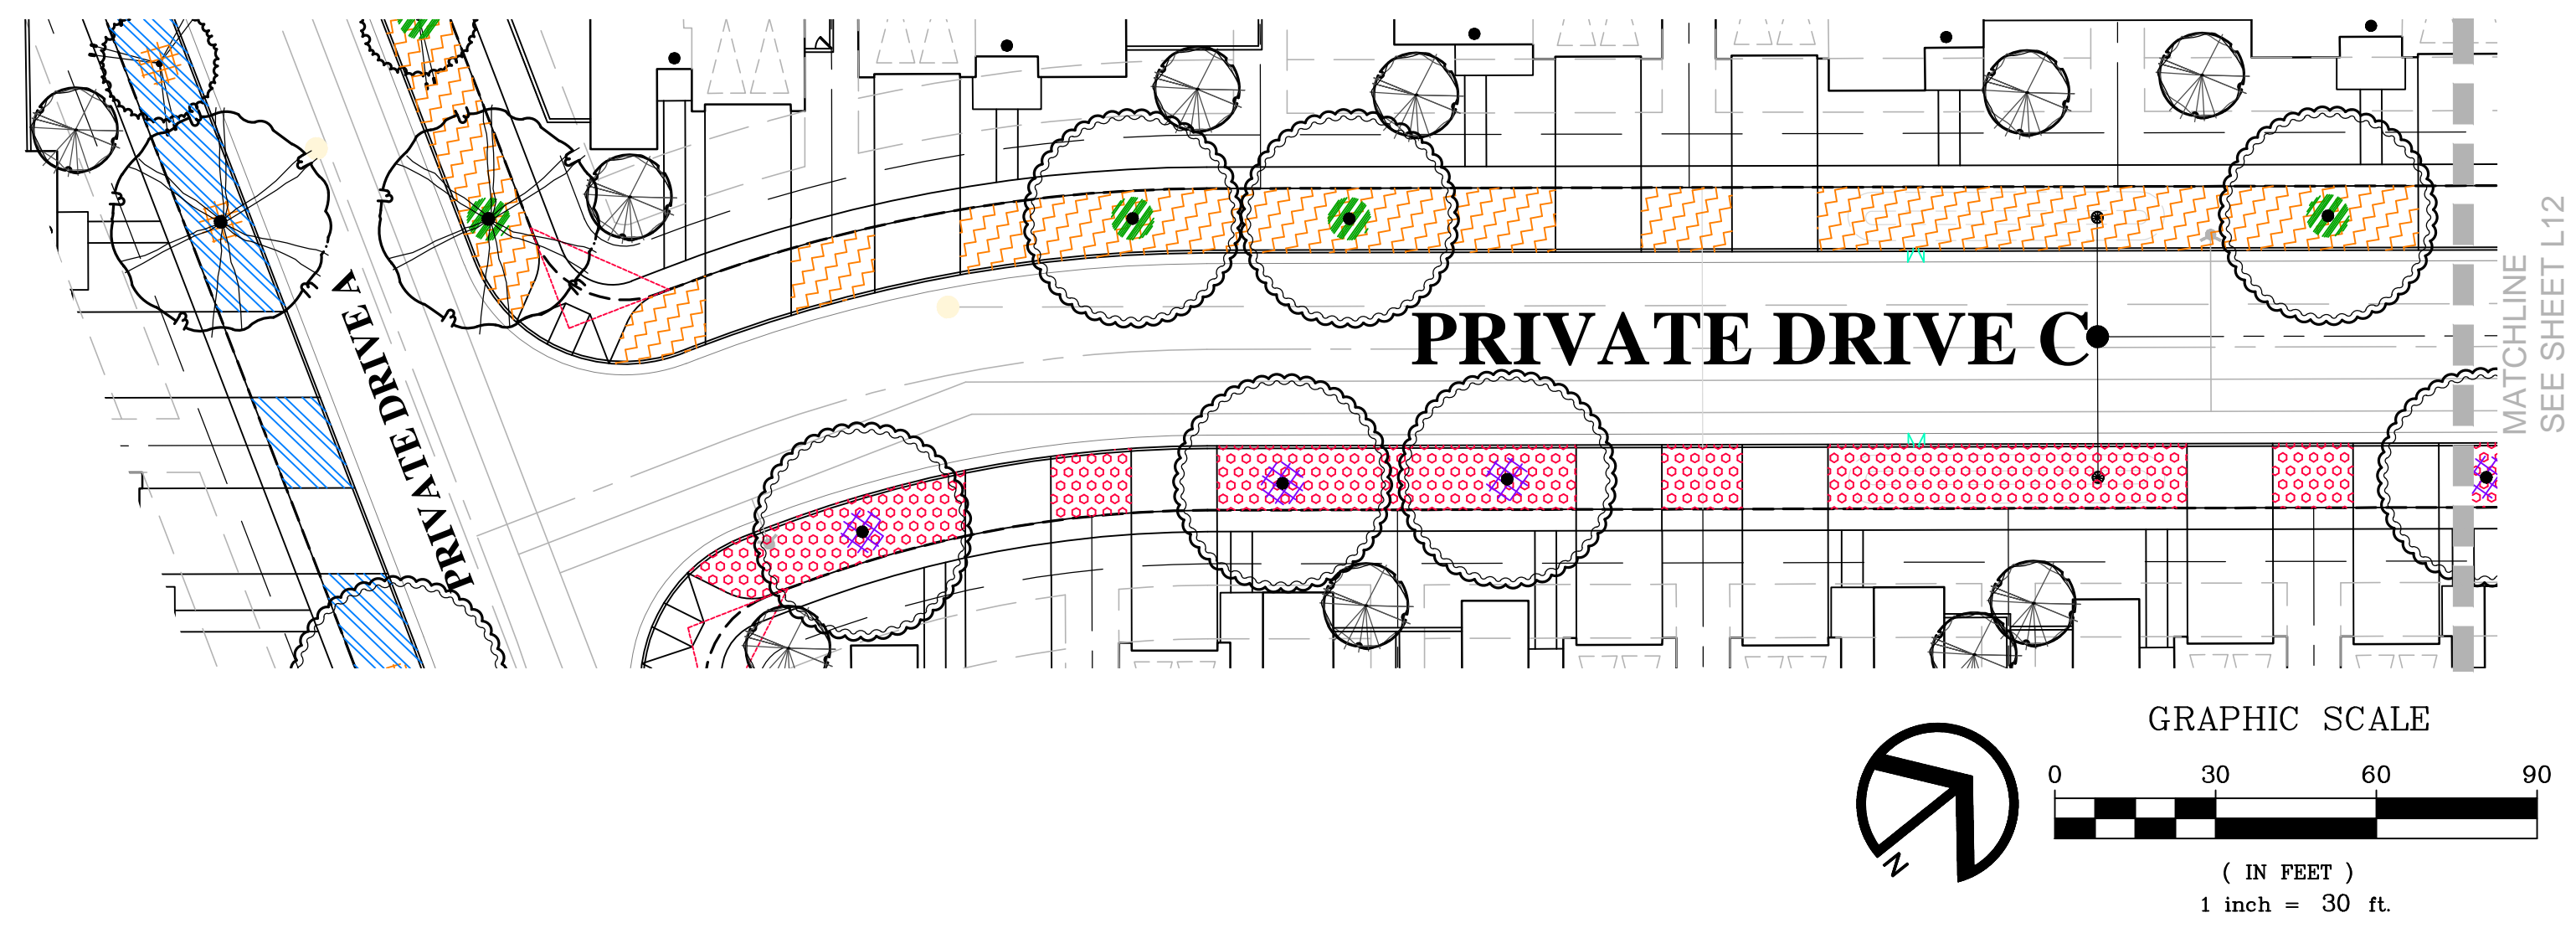 PRIVATE DRIVE A
PRIVATE DRIVE C
MATCHLINE
SEE SHEET L12
GRAPHIC SCALE
0 30 60 90
( IN FEET )
1 inch = 30 ft.
N